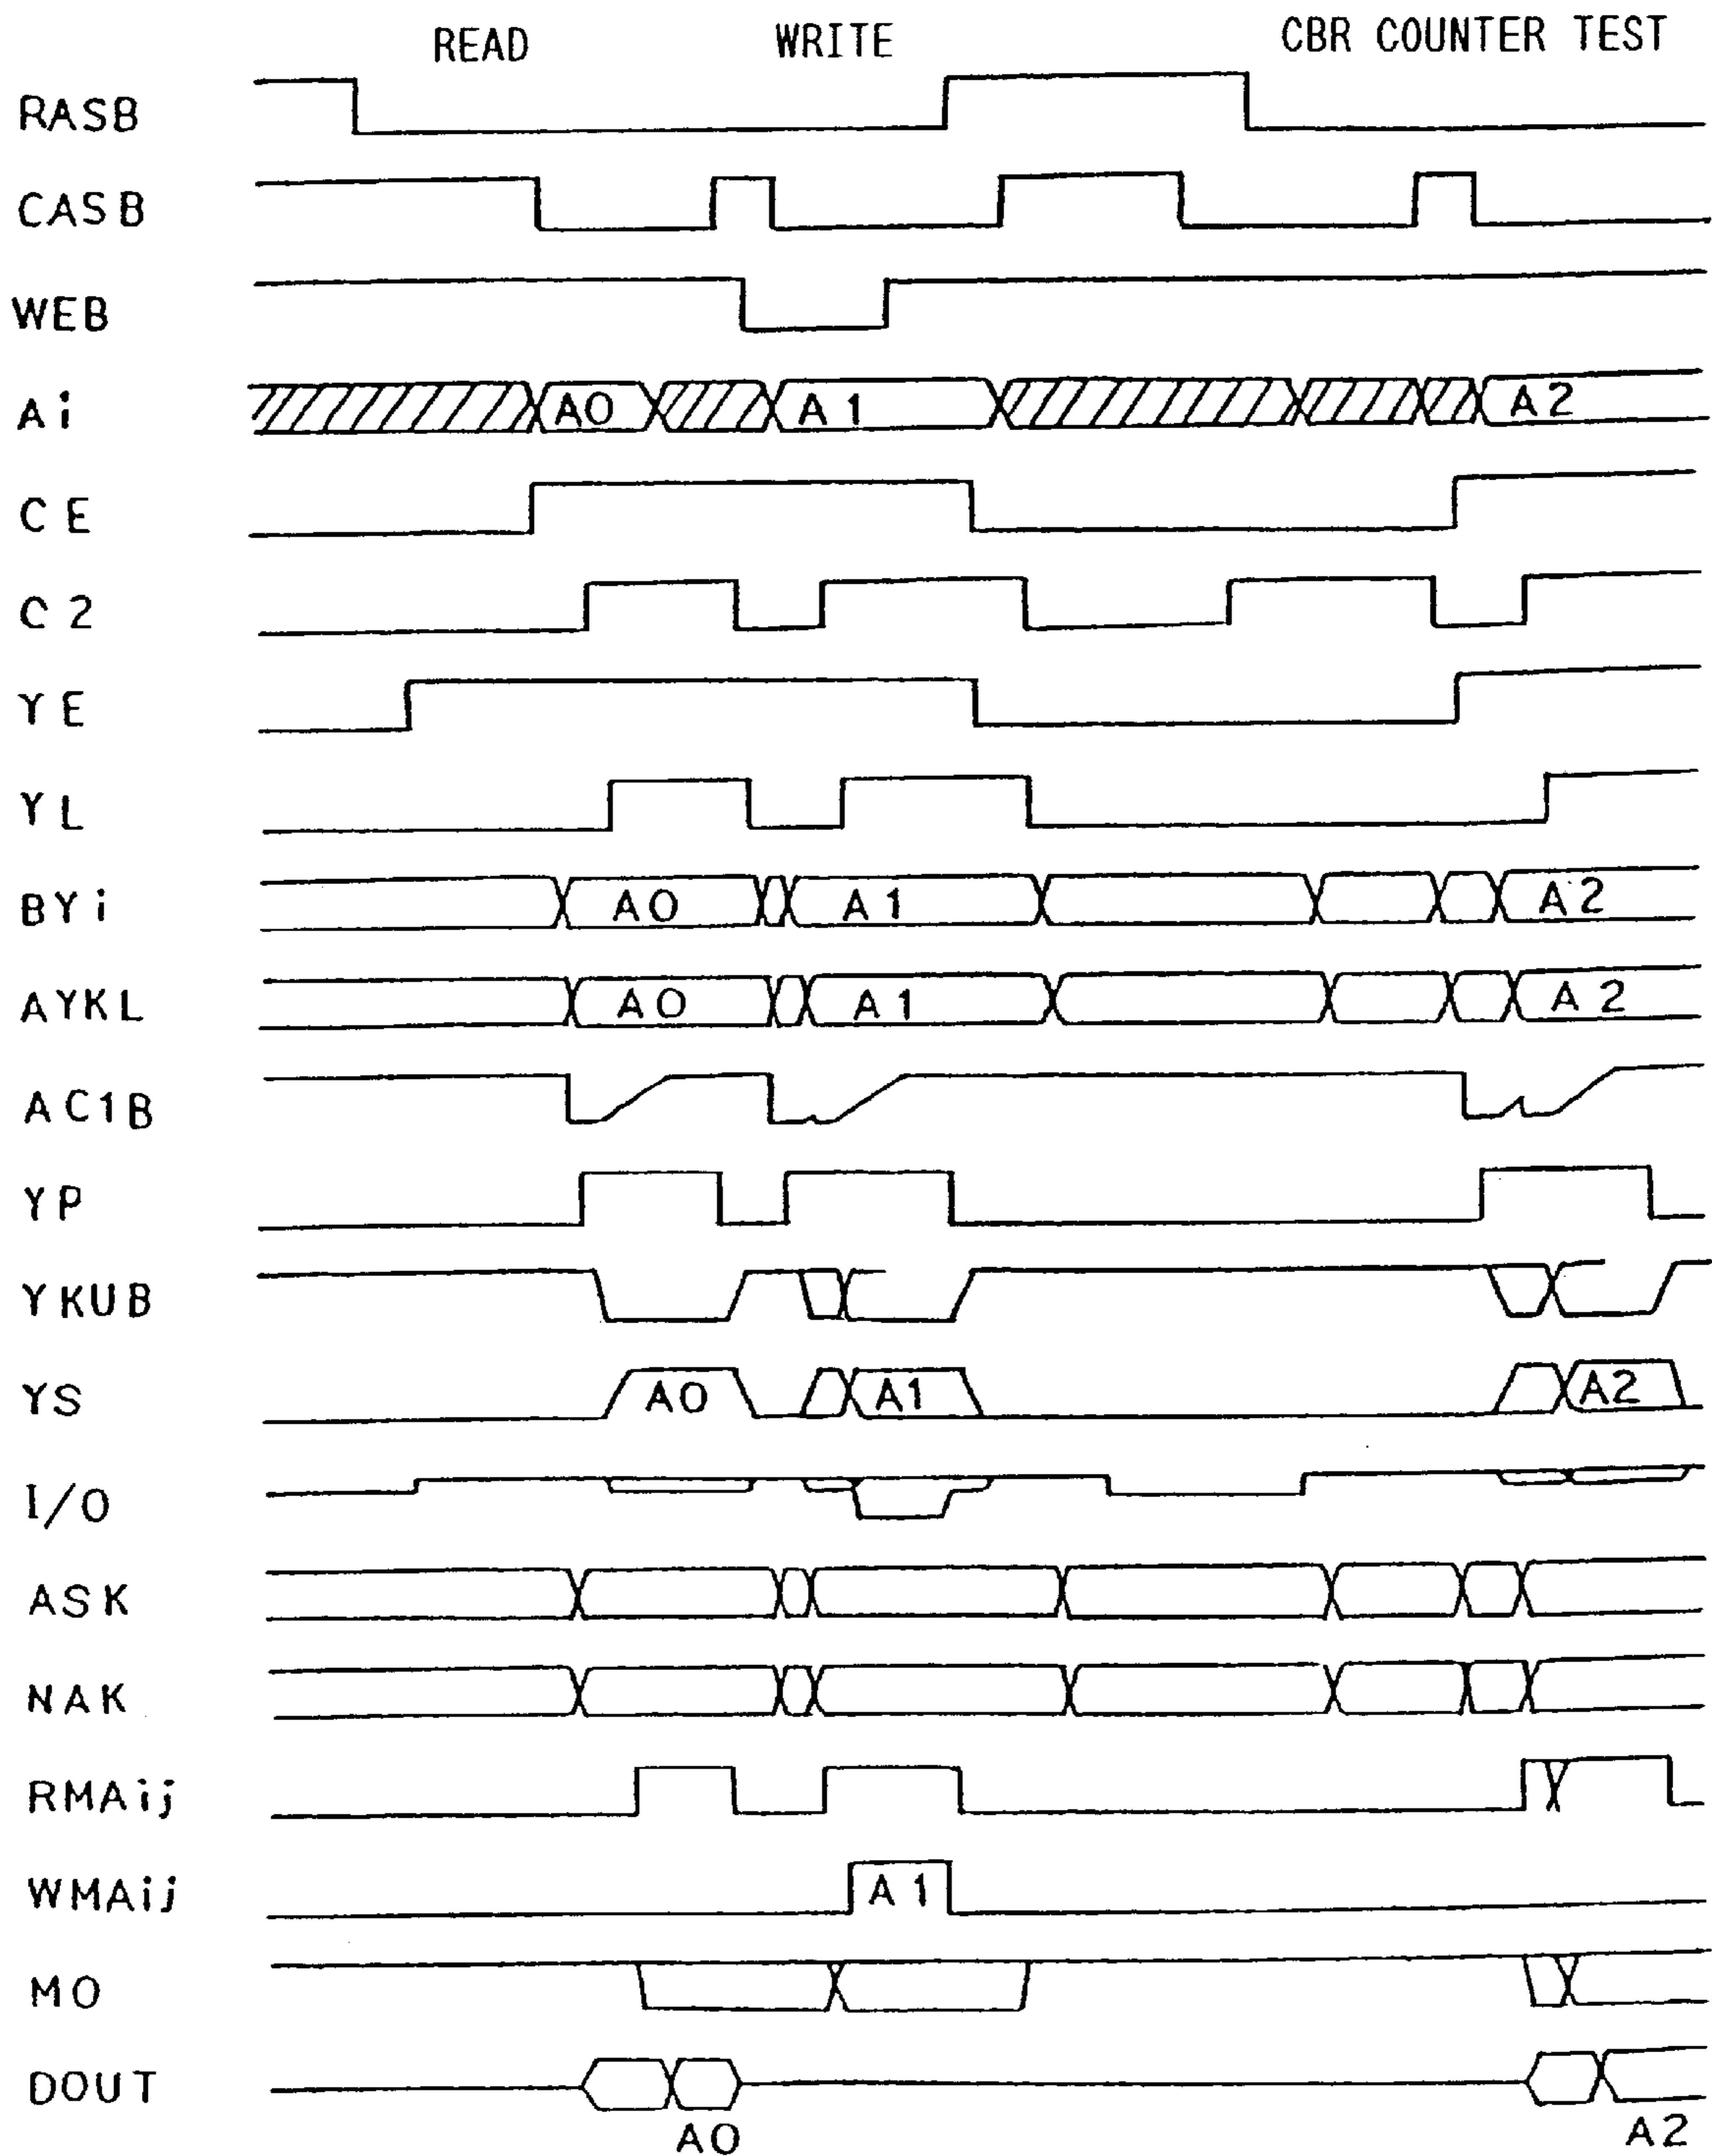 READ WRITE CBR COUNTER TEST
RASB
CASB
WEB
Ai A0 A1 A2
CE
C2
YE
YL
BYi A0 A1 A2
AYKL A0 A1 A2
AC1B
YP
YKUB
YS A0 A1 A2
I/O
ASK
NAK
RMAij
WMAij A1
MO
DOUT
A0 A2